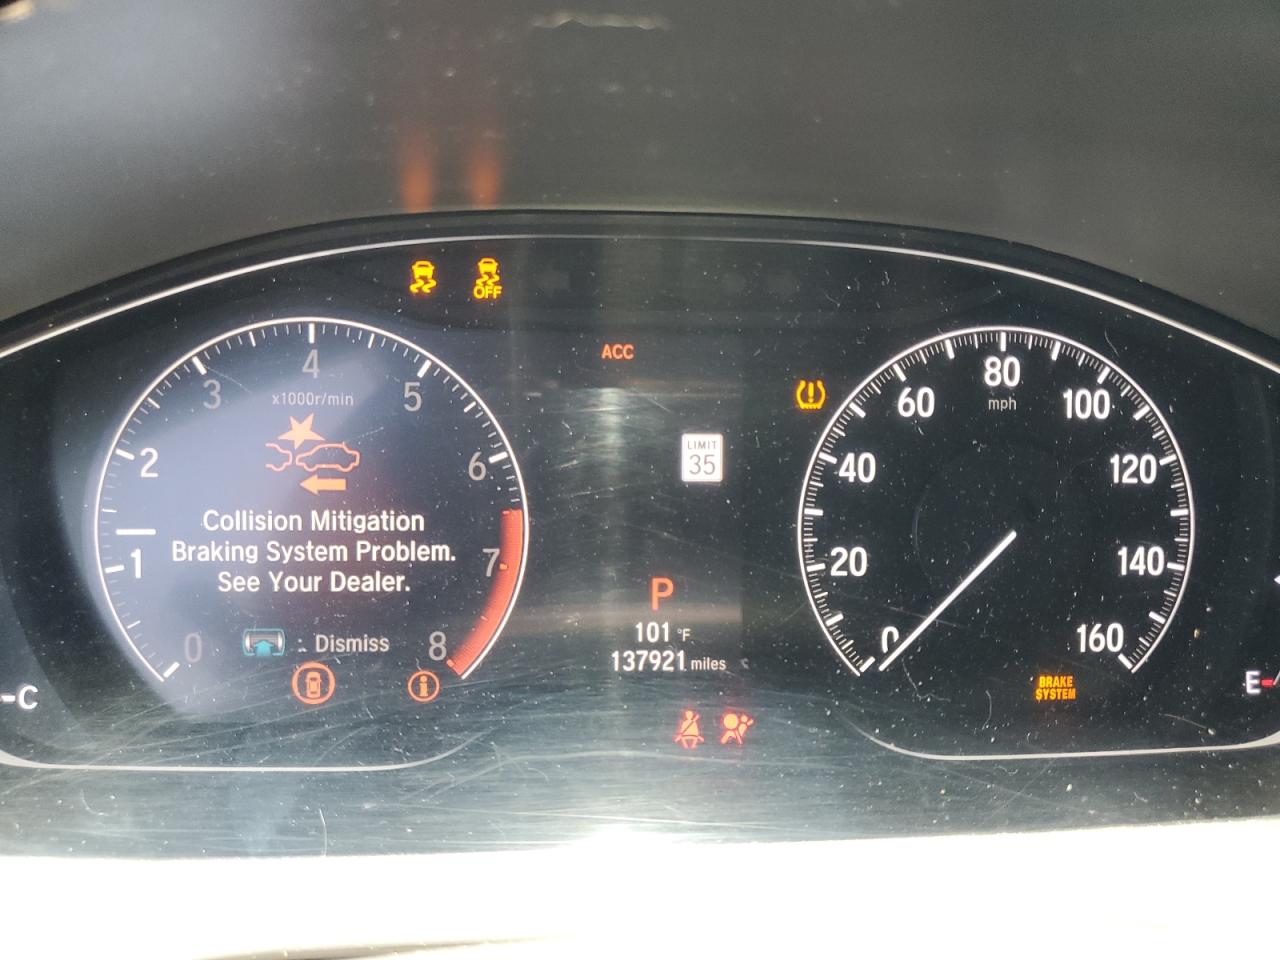 OFF
ACC
4
3
5
x1000r/min
2
6
1
7
0
8
Collision Mitigation
Braking System Problem.
See Your Dealer.
: Dismiss
i
-C
LIMIT
35
P
101 °F
137921 miles
!
80
mph
60
100
40
120
20
140
0
160
BRAKE
SYSTEM
E-